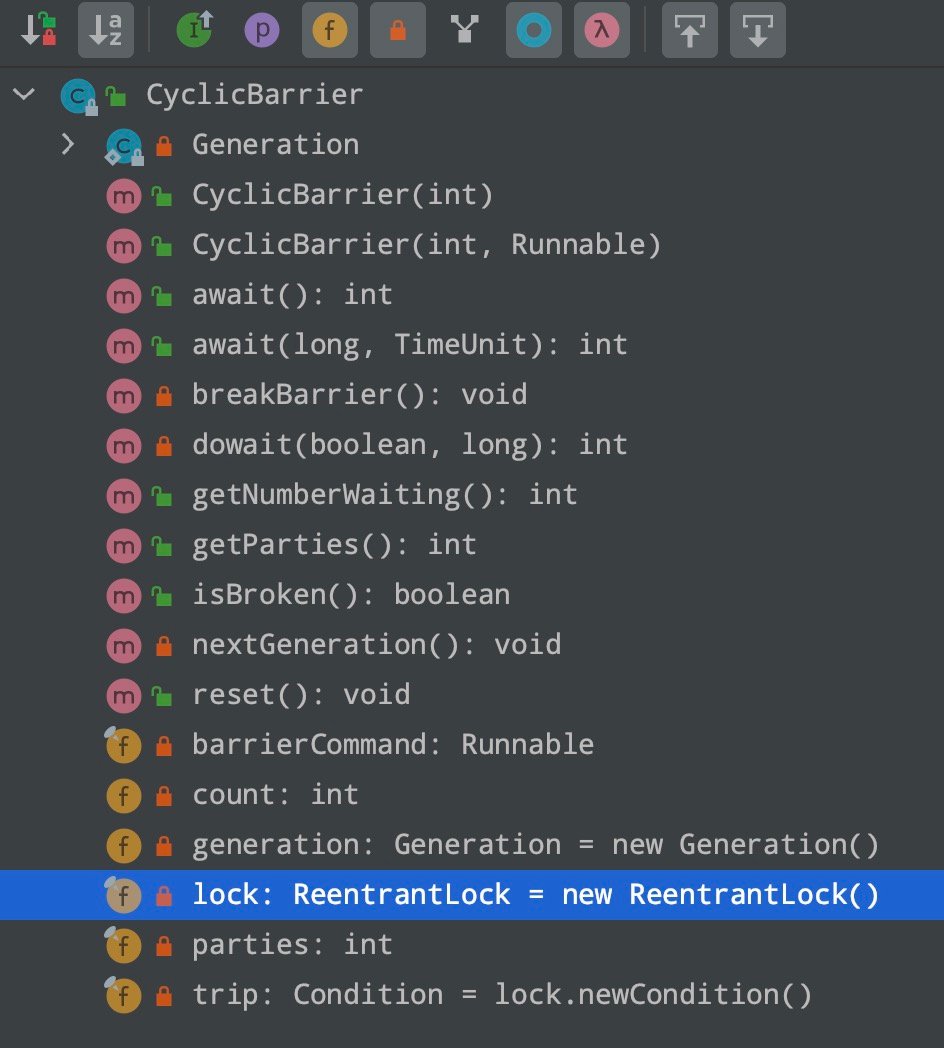 CyclicBarrier
Generation
CyclicBarrier(int)
CyclicBarrier(int, Runnable)
await(): int
await(long, TimeUnit): int
breakBarrier(): void
dowait(boolean, long): int
getNumberWaiting(): int
getParties(): int
isBroken(): boolean
nextGeneration(): void
reset(): void
barrierCommand: Runnable
count: int
generation: Generation = new Generation()
lock: ReentrantLock = new ReentrantLock()
parties: int
trip: Condition = lock.newCondition()